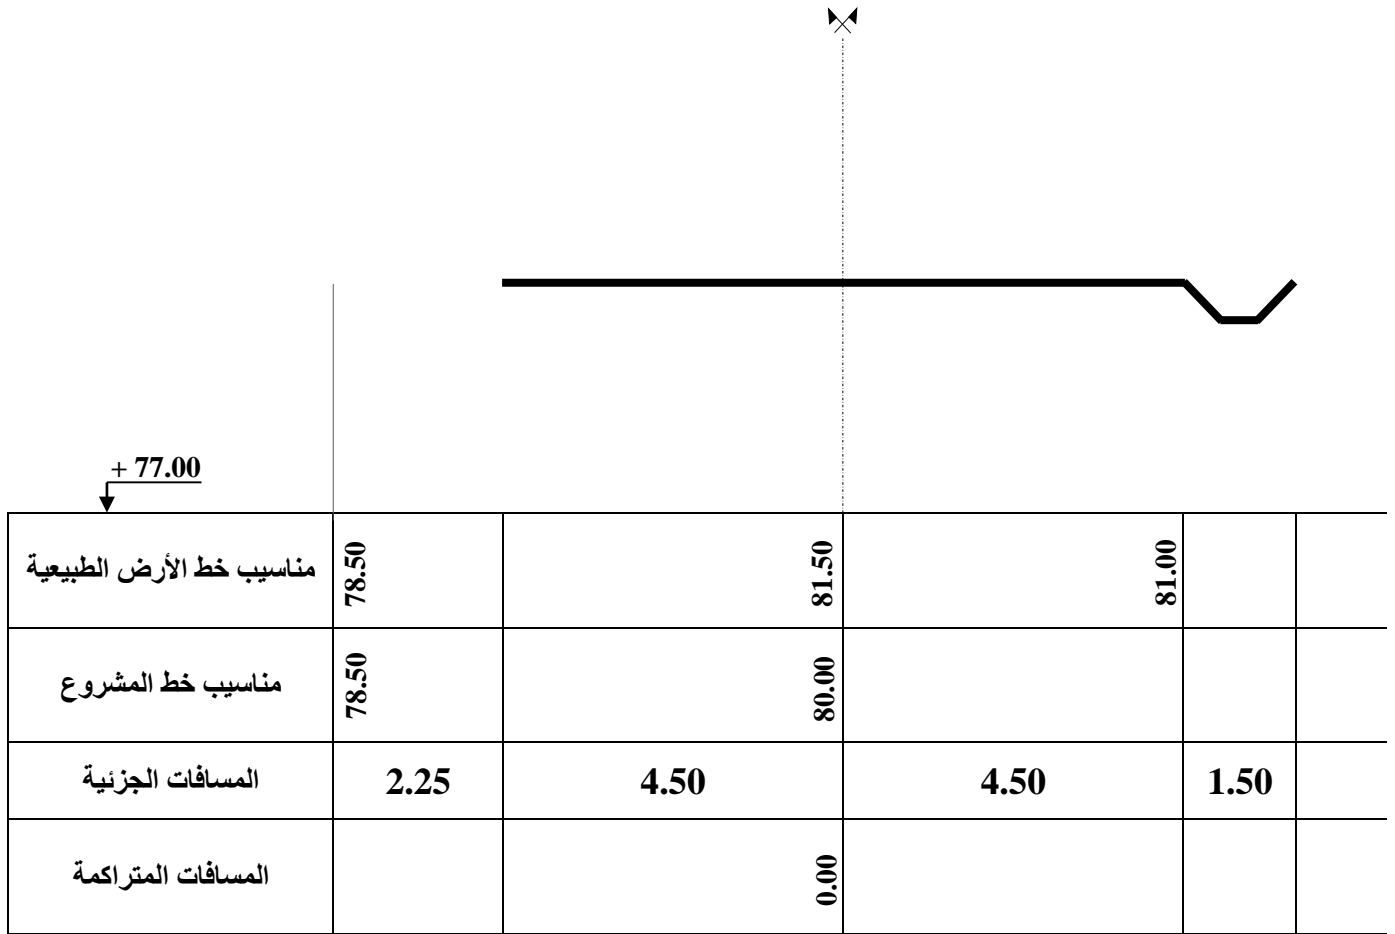 + 77.00
مناسيب خط الأرض الطبيعية 78.50 81.50 81.00
مناسيب خط المشروع 78.50 80.00
المسافات الجزئية 2.25 4.50 4.50 1.50
المسافات المتراكمة 0.00